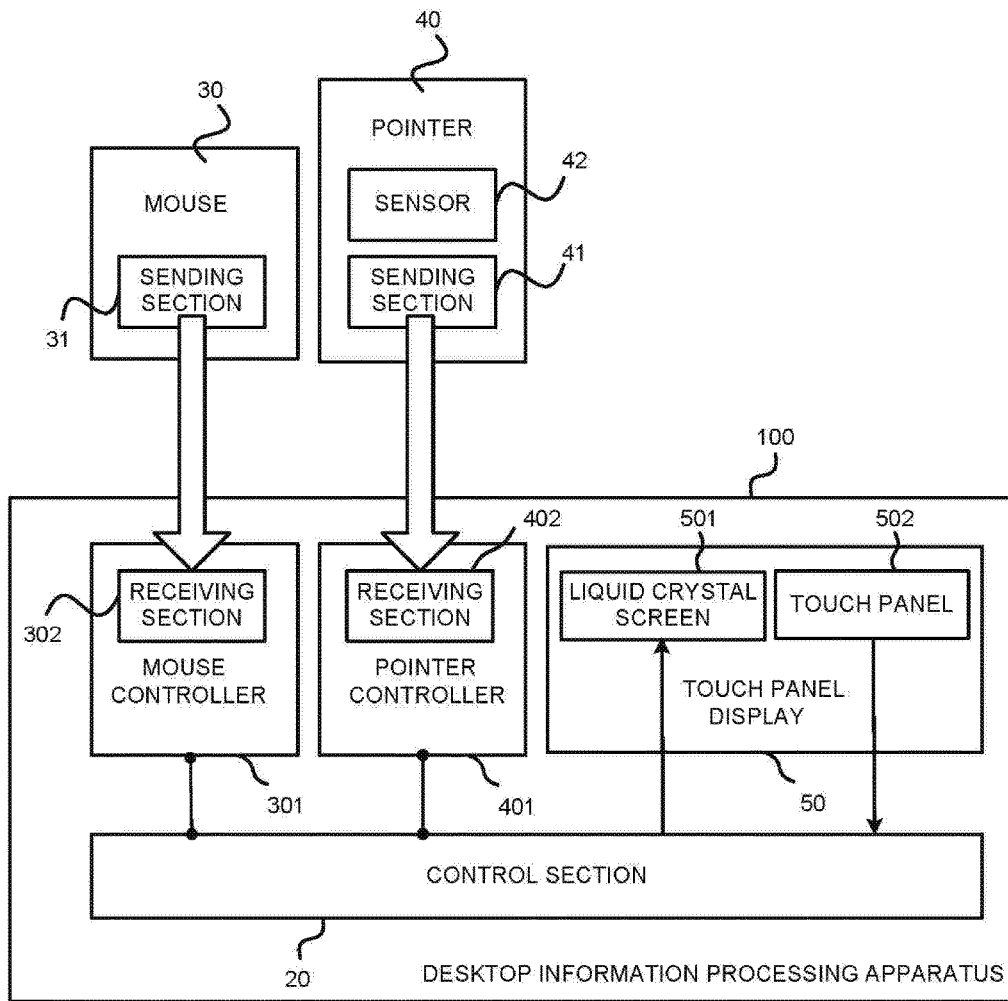 40
30
POINTER
42
MOUSE
SENSOR
41
SENDING
SECTION
SENDING
SECTION
31
100
402
501
502
RECEIVING
SECTION
RECEIVING
SECTION
LIQUID CRYSTAL
SCREEN
TOUCH PANEL
302
MOUSE
CONTROLLER
POINTER
CONTROLLER
TOUCH PANEL
DISPLAY
301
401
50
CONTROL SECTION
20
DESKTOP INFORMATION PROCESSING APPARATUS